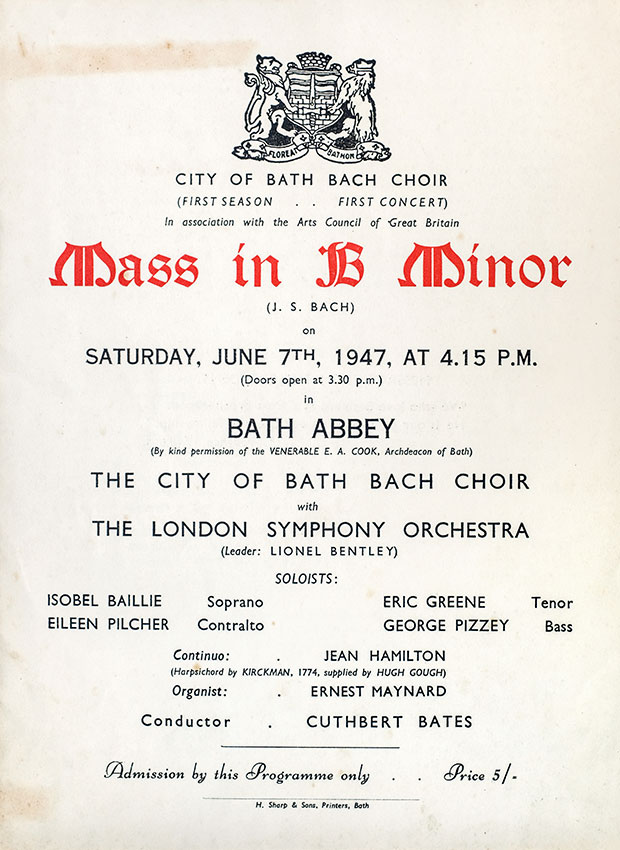 FLOREAT BATHON
CITY OF BATH BACH CHOIR
(FIRST SEASON . . FIRST CONCERT)
In association with the Arts Council of Great Britain
Mass in B Minor
(J. S. BACH)
on
SATURDAY, JUNE 7TH, 1947, AT 4.15 P.M.
(Doors open at 3.30 p.m.)
in
BATH ABBEY
(By kind permission of the VENERABLE E. A. COOK, Archdeacon of Bath)
THE CITY OF BATH BACH CHOIR
with
THE LONDON SYMPHONY ORCHESTRA
(Leader: LIONEL BENTLEY)
SOLOISTS:
ISOBEL BAILLIE Soprano ERIC GREENE Tenor
EILEEN PILCHER Contralto GEORGE PIZZEY Bass
Continuo: . JEAN HAMILTON
(Harpsichord by KIRCKMAN, 1774, supplied by HUGH GOUGH)
Organist: . ERNEST MAYNARD
Conductor . CUTHBERT BATES
Admission by this Programme only . . Price 5/-
H. Sharp & Sons, Printers, Bath